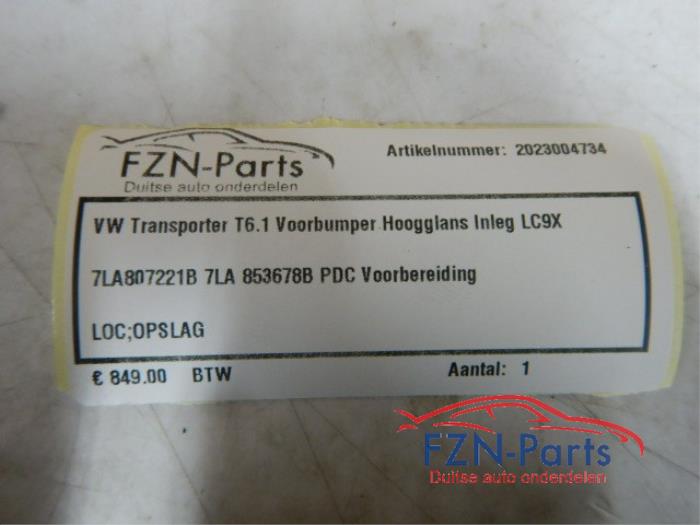 FZN-Parts
Duitse auto onderdelen
Artikelnummer: 2023004734
VW Transporter T6.1 Voorbumper Hoogglans Inleg LC9X
7LA807221B 7LA 853678B PDC Voorbereiding
LOC;OPSLAG
€ 849.00 BTW
Aantal: 1
FZN-Parts
Duitse auto onderdelen